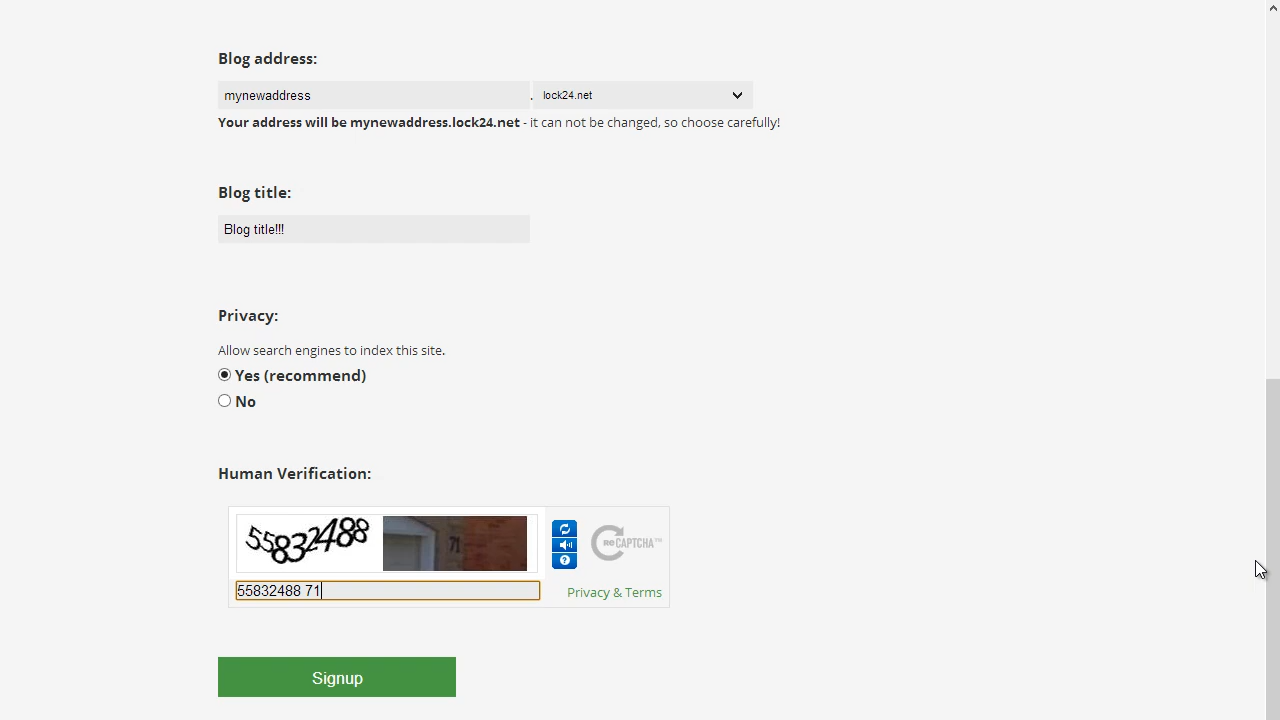 Blog address:
mynewaddress . lock24.net
Your address will be mynewaddress.lock24.net - it can not be changed, so choose carefully!
Blog title:
Blog title!!!
Privacy:
Allow search engines to index this site.
Yes (recommend)
No
Human Verification:
55832488 71
reCAPTCHA™
55832488 71
Privacy & Terms
Signup